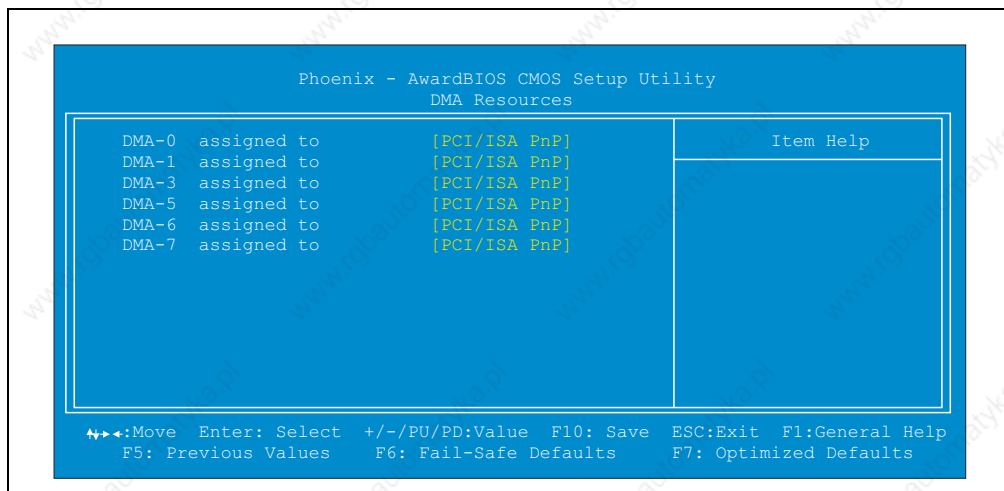 Phoenix - AwardBIOS CMOS Setup Utility
DMA Resources
DMA-0 assigned to [PCI/ISA PnP]
DMA-1 assigned to [PCI/ISA PnP]
DMA-3 assigned to [PCI/ISA PnP]
DMA-5 assigned to [PCI/ISA PnP]
DMA-6 assigned to [PCI/ISA PnP]
DMA-7 assigned to [PCI/ISA PnP]
Item Help
:Move Enter: Select +/-/PU/PD:Value F10: Save ESC:Exit F1:General Help
F5: Previous Values F6: Fail-Safe Defaults F7: Optimized Defaults
www.rgbautomatyka.pl